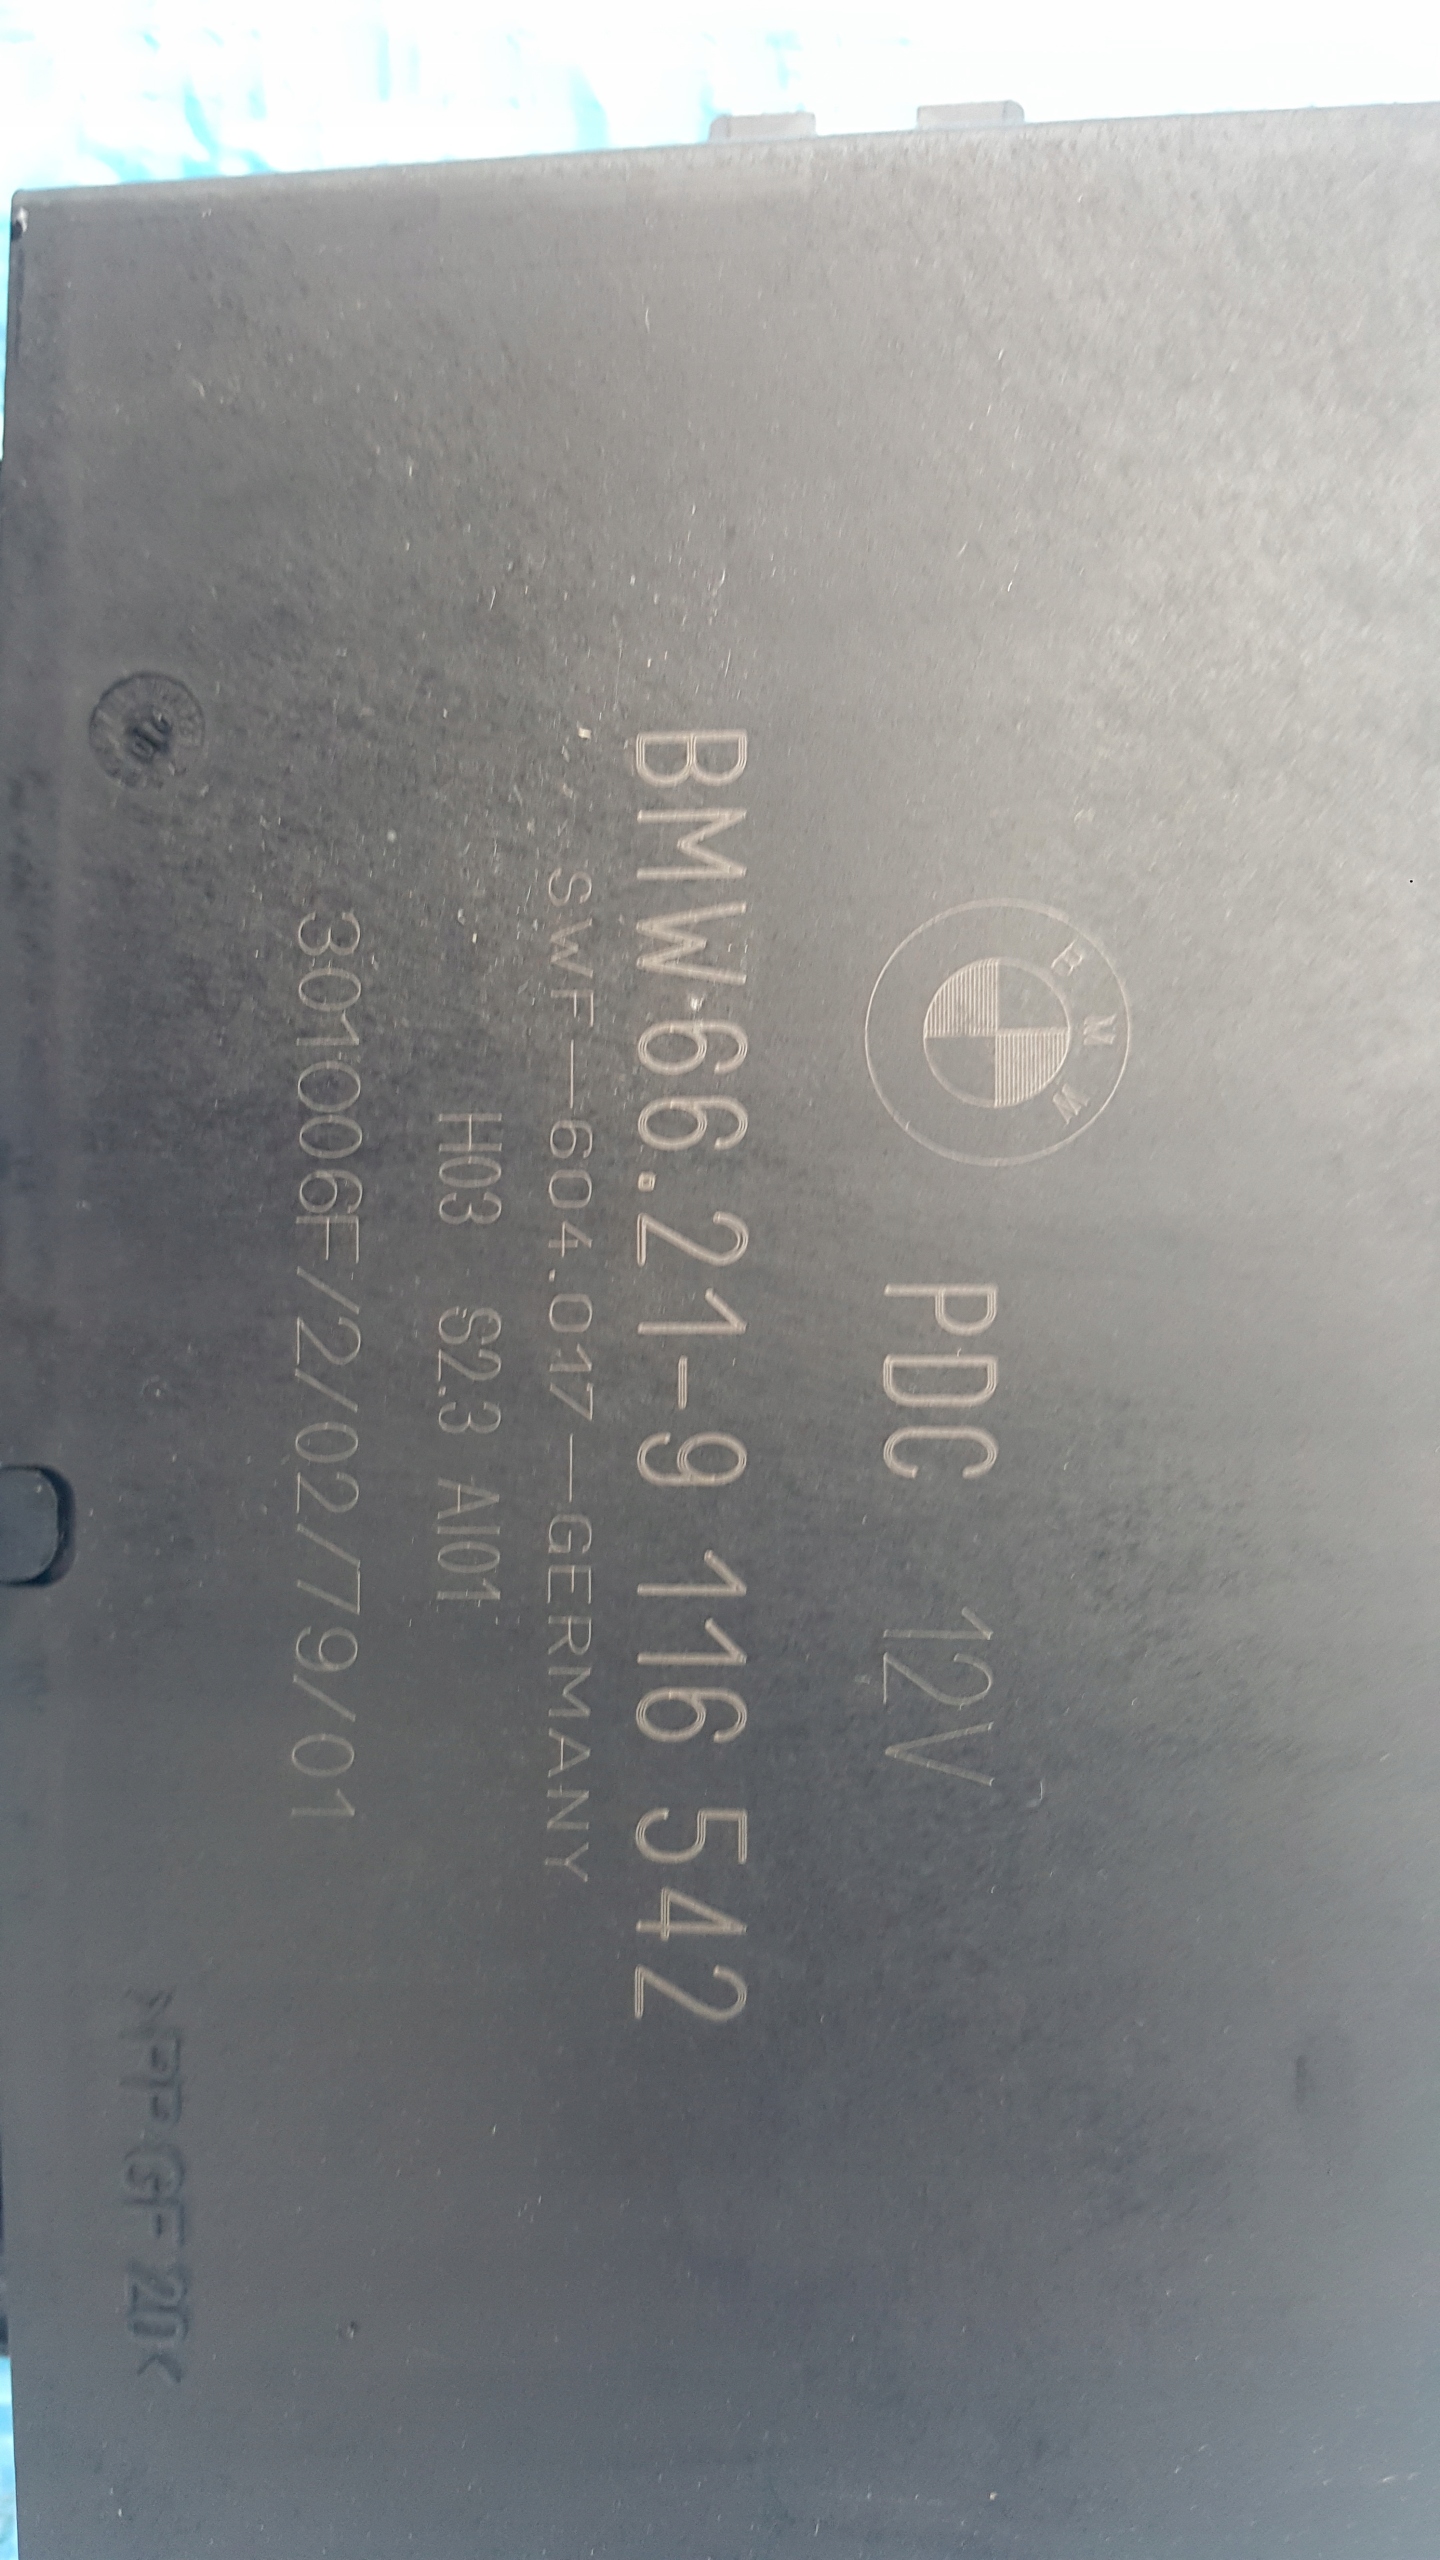 BMW
PDC 12V
BMW 66.21-9 116 542
SWF-604.017-GERMANY
H03 S2.3 AI01
301006F/2/02/79/01